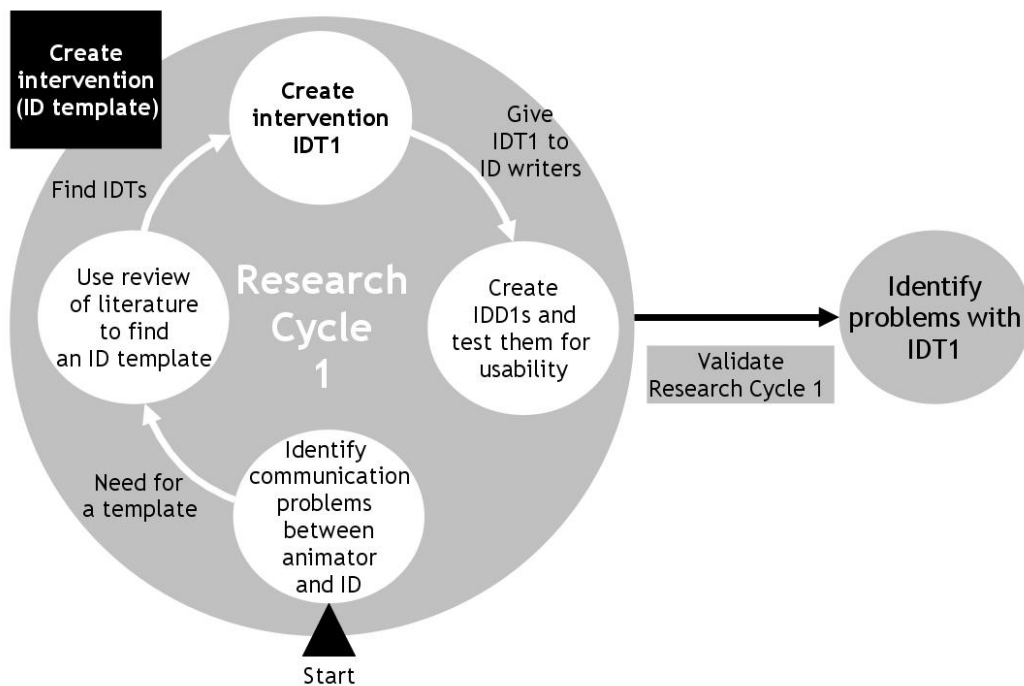 Create
intervention
(ID template)
Create
intervention
IDT1
Give
IDT1 to
ID writers
Find IDTs
Use review
of literature
to find
an ID template
Research
Cycle
1
Create
IDD1s and
test them for
usability
Identify
problems with
IDT1
Validate
Research Cycle 1
Need for
a template
Identify
communication
problems
between
animator
and ID
Start